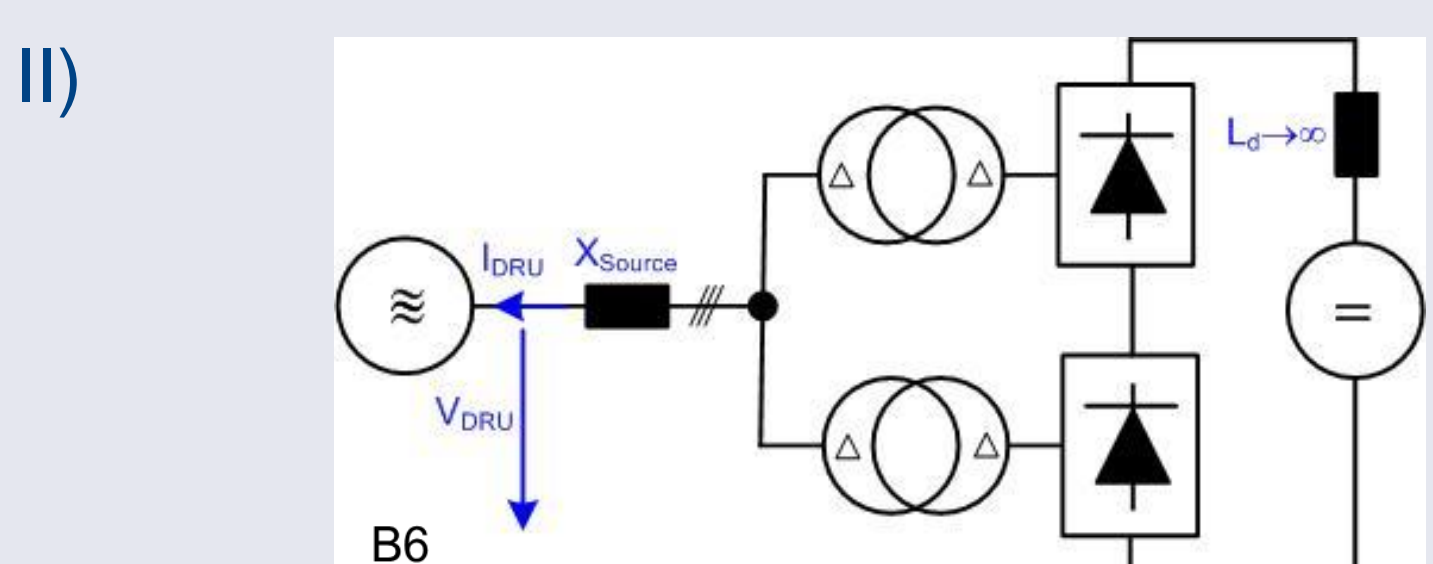 II)
L_d→∞
△ △
I_DRU X_Source
≋
=
V_DRU
△ △
B6